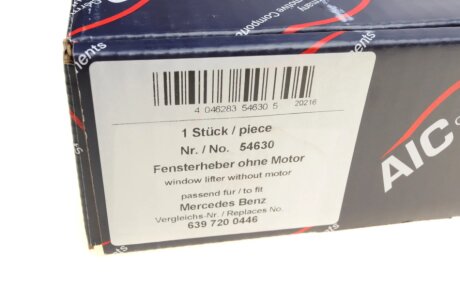 4 046283 54630 5 20216
1 Stück / piece
Nr. / No. 54630
Fensterheber ohne Motor
window lifter without motor
passend fur / to fit
Mercedes Benz
Vergleichs-Nr. / Replaces No.
639 720 0446
AIC